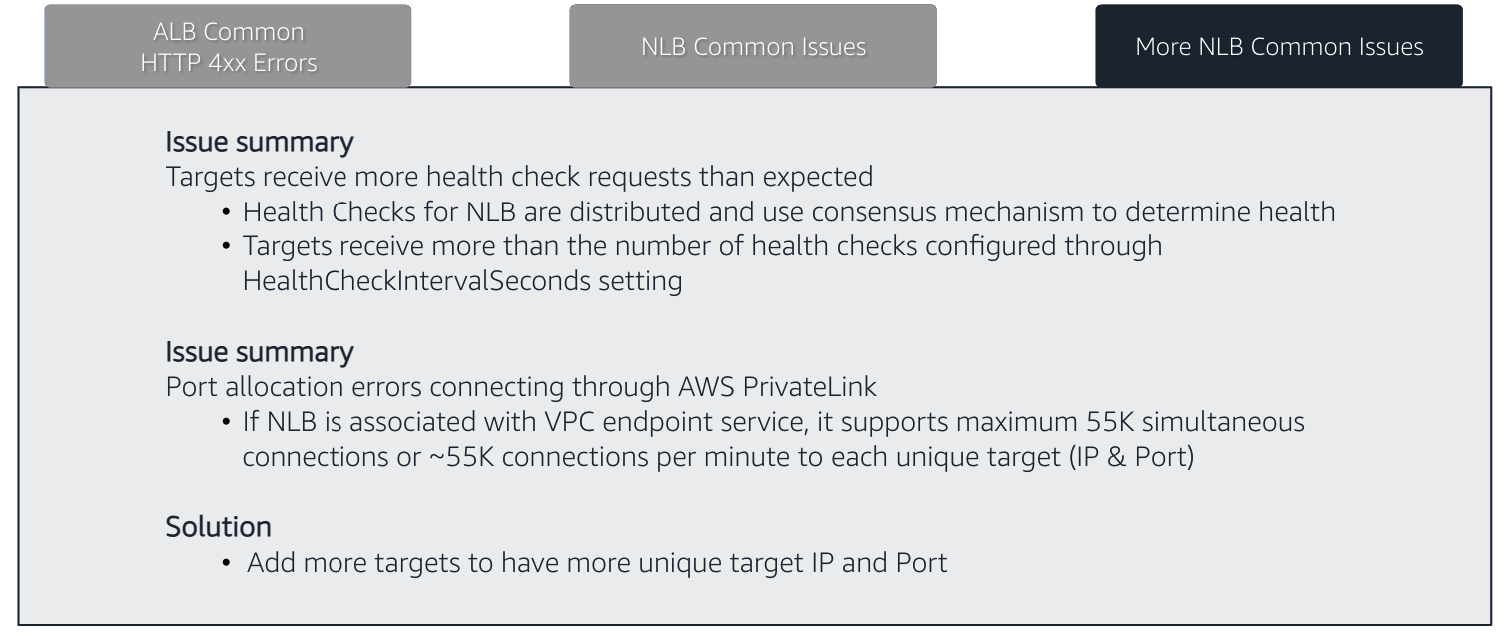 ALB Common
HTTP 4xx Errors
NLB Common Issues
More NLB Common Issues
Issue summary
Targets receive more health check requests than expected
• Health Checks for NLB are distributed and use consensus mechanism to determine health
• Targets receive more than the number of health checks configured through
HealthCheckIntervalSeconds setting
Issue summary
Port allocation errors connecting through AWS PrivateLink
• If NLB is associated with VPC endpoint service, it supports maximum 55K simultaneous
connections or ~55K connections per minute to each unique target (IP & Port)
Solution
• Add more targets to have more unique target IP and Port